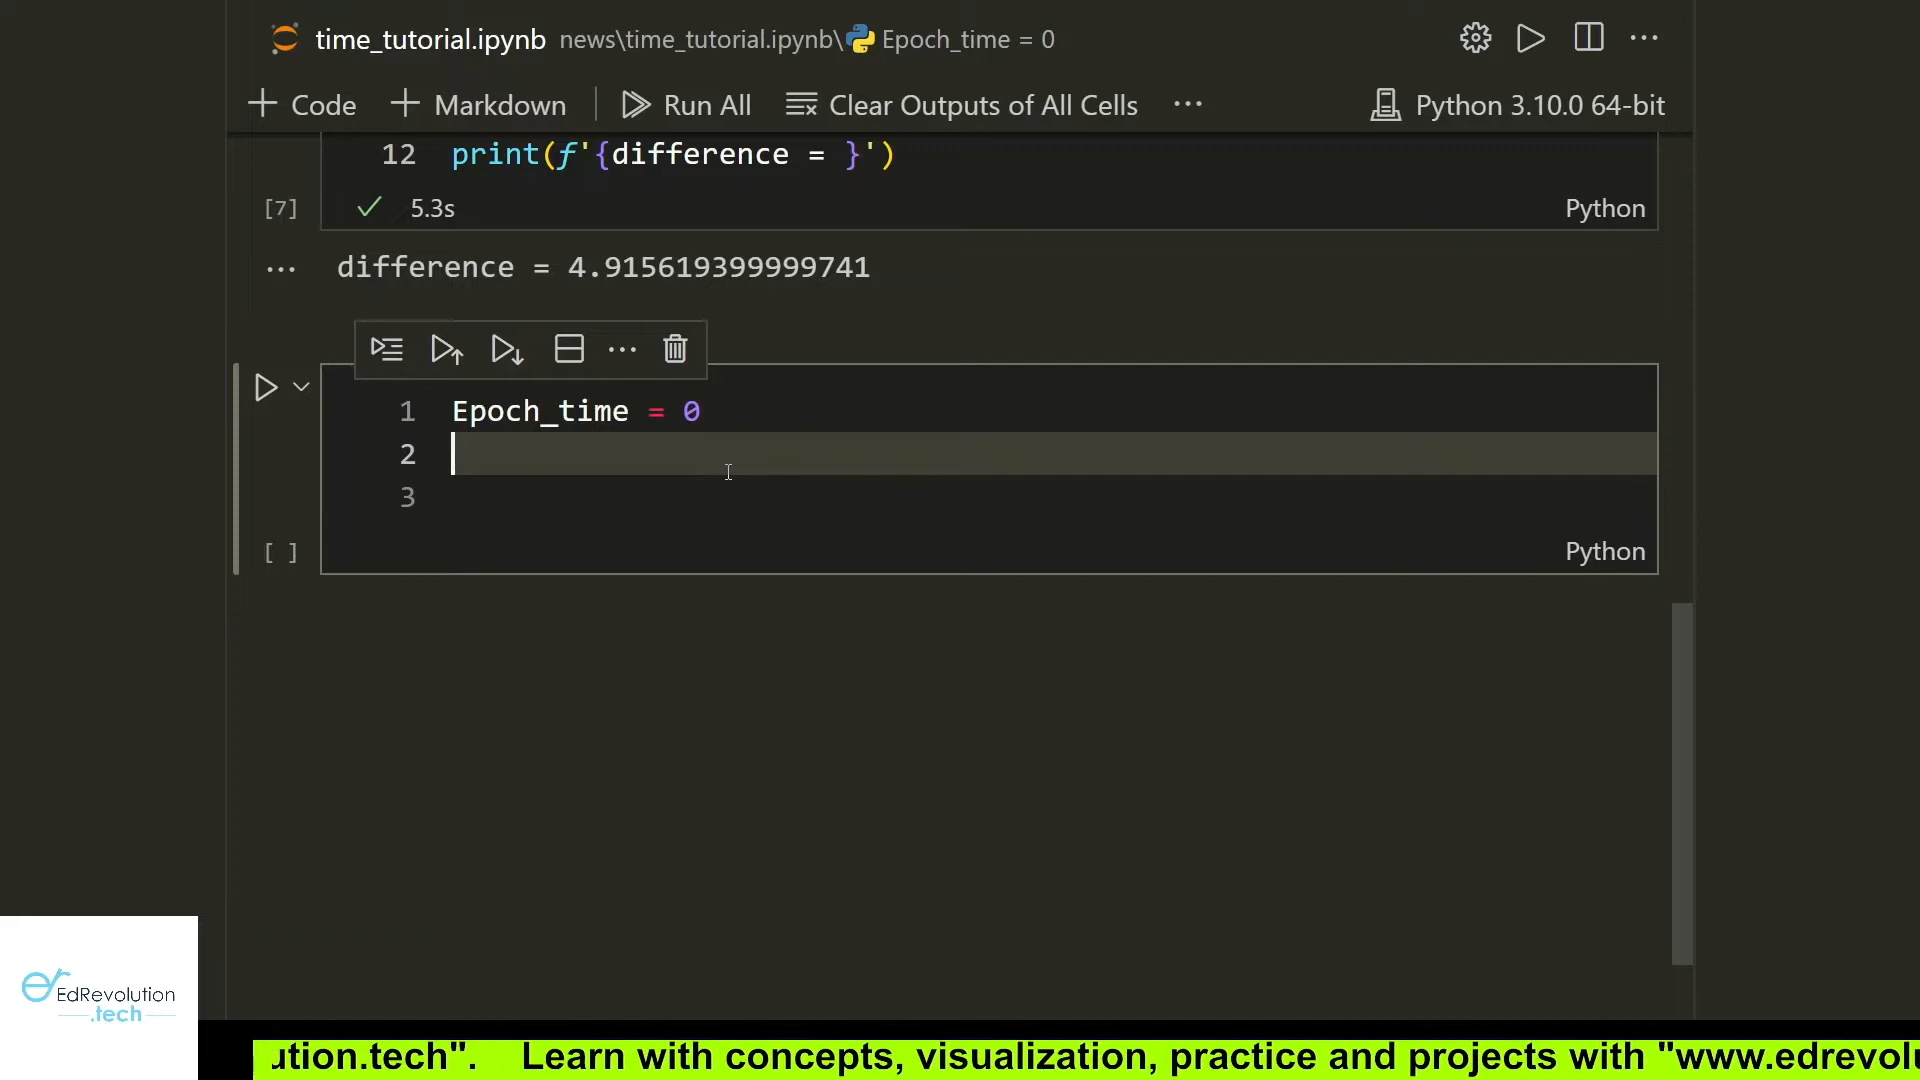 time_tutorial.ipynb news\time_tutorial.ipynb\ Epoch_time = 0
Code Markdown Run All Clear Outputs of All Cells ··· Python 3.10.0 64-bit
12 print(f'{difference = }')
[7] 5.3s Python
··· difference = 4.915619399999741
1 Epoch_time = 0
2
3
[ ] Python
EdRevolution
.tech
ution.tech". Learn with concepts, visualization, practice and projects with "www.edrevolu